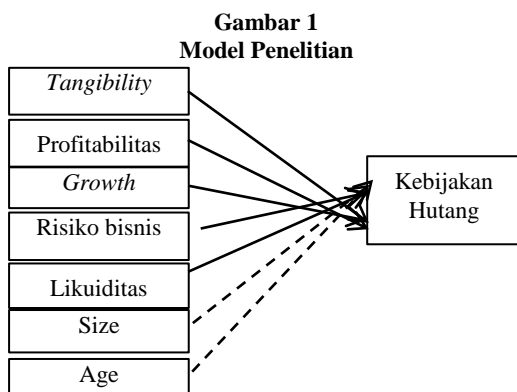 Gambar 1
Model Penelitian
Tangibility
Profitabilitas
Growth
Risiko bisnis
Likuiditas
Size
Age
Kebijakan
Hutang